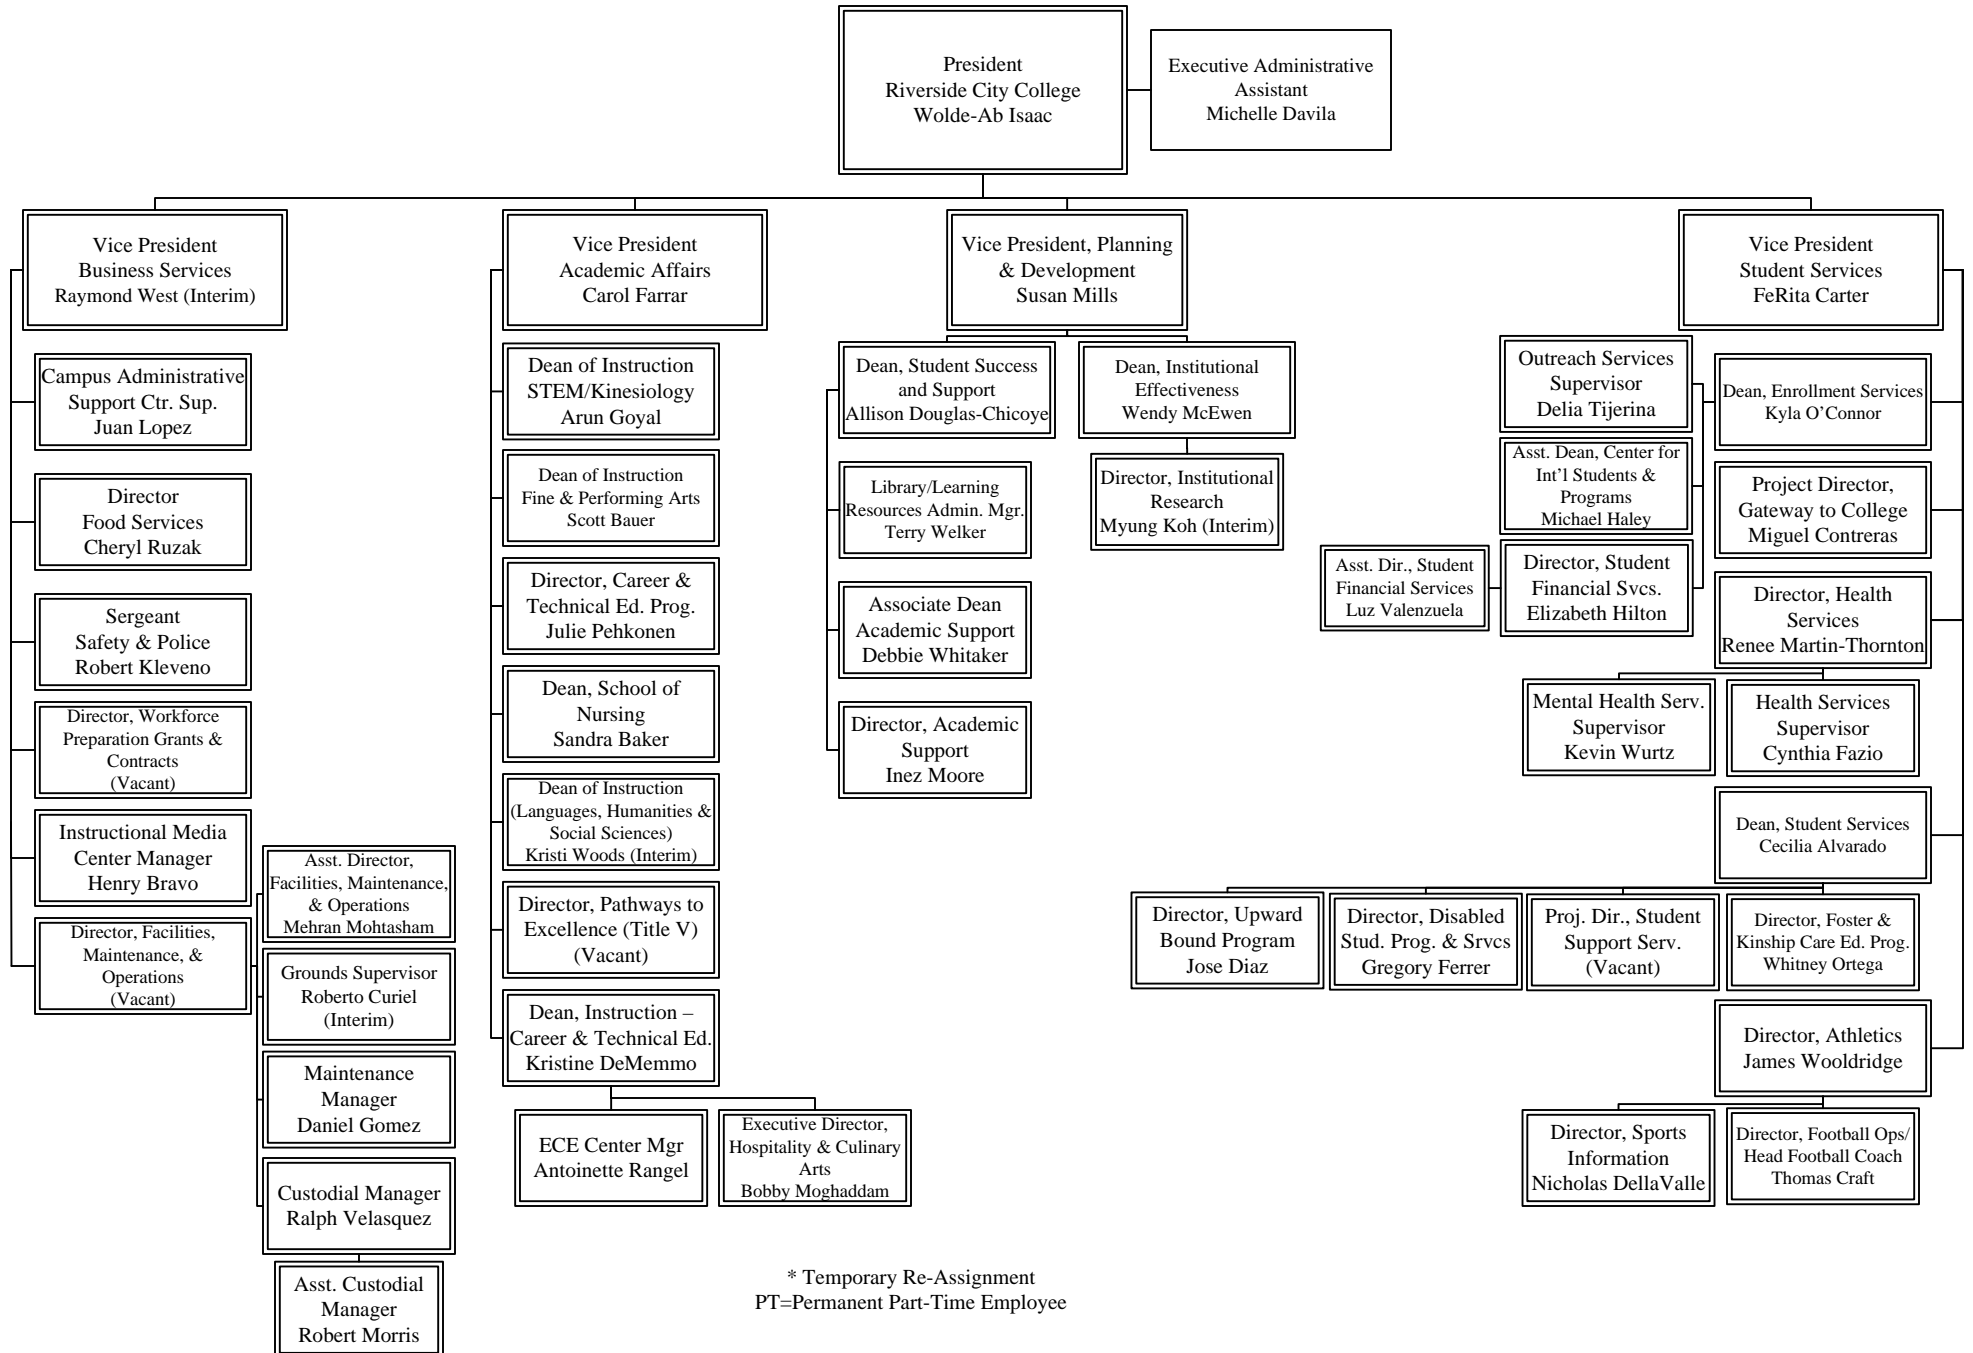 President
Riverside City College
Wolde-Ab Isaac
Executive Administrative
Assistant
Michelle Davila
Vice President
Business Services
Raymond West (Interim)
Campus Administrative
Support Ctr. Sup.
Juan Lopez
Director
Food Services
Cheryl Ruzak
Sergeant
Safety & Police
Robert Kleveno
Director, Workforce
Preparation Grants &
Contracts
(Vacant)
Instructional Media
Center Manager
Henry Bravo
Director, Facilities,
Maintenance, &
Operations
(Vacant)
Asst. Director,
Facilities, Maintenance,
& Operations
Mehran Mohtasham
Grounds Supervisor
Roberto Curiel
(Interim)
Maintenance
Manager
Daniel Gomez
Custodial Manager
Ralph Velasquez
Asst. Custodial
Manager
Robert Morris
Vice President
Academic Affairs
Carol Farrar
Dean of Instruction
STEM/Kinesiology
Arun Goyal
Dean of Instruction
Fine & Performing Arts
Scott Bauer
Director, Career &
Technical Ed. Prog.
Julie Pehkonen
Dean, School of
Nursing
Sandra Baker
Dean of Instruction
(Languages, Humanities &
Social Sciences)
Kristi Woods (Interim)
Director, Pathways to
Excellence (Title V)
(Vacant)
Dean, Instruction –
Career & Technical Ed.
Kristine DeMemmo
ECE Center Mgr
Antoinette Rangel
Executive Director,
Hospitality & Culinary
Arts
Bobby Moghaddam
Vice President, Planning
& Development
Susan Mills
Dean, Student Success
and Support
Allison Douglas-Chicoye
Library/Learning
Resources Admin. Mgr.
Terry Welker
Associate Dean
Academic Support
Debbie Whitaker
Director, Academic
Support
Inez Moore
Dean, Institutional
Effectiveness
Wendy McEwen
Director, Institutional
Research
Myung Koh (Interim)
Vice President
Student Services
FeRita Carter
Dean, Enrollment Services
Kyla O’Connor
Outreach Services
Supervisor
Delia Tijerina
Asst. Dean, Center for
Int’l Students &
Programs
Michael Haley
Director, Student
Financial Svcs.
Elizabeth Hilton
Asst. Dir., Student
Financial Services
Luz Valenzuela
Project Director,
Gateway to College
Miguel Contreras
Director, Health
Services
Renee Martin-Thornton
Mental Health Serv.
Supervisor
Kevin Wurtz
Health Services
Supervisor
Cynthia Fazio
Dean, Student Services
Cecilia Alvarado
Director, Upward
Bound Program
Jose Diaz
Director, Disabled
Stud. Prog. & Srvcs
Gregory Ferrer
Proj. Dir., Student
Support Serv.
(Vacant)
Director, Foster &
Kinship Care Ed. Prog.
Whitney Ortega
Director, Athletics
James Wooldridge
Director, Sports
Information
Nicholas DellaValle
Director, Football Ops/
Head Football Coach
Thomas Craft
* Temporary Re-Assignment
PT=Permanent Part-Time Employee